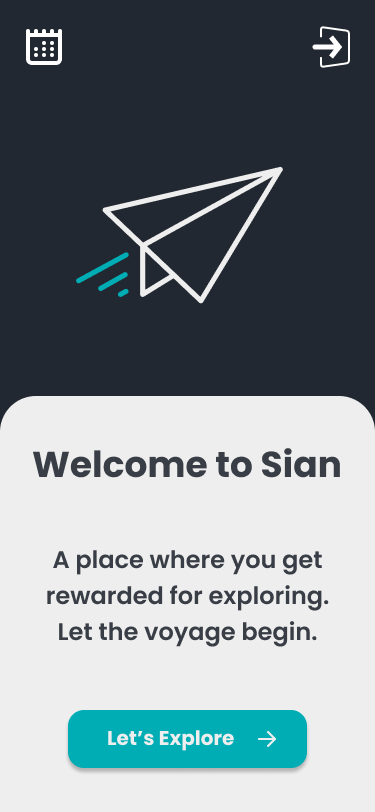 Welcome to Sian
A place where you get
rewarded for exploring.
Let the voyage begin.
Let’s Explore